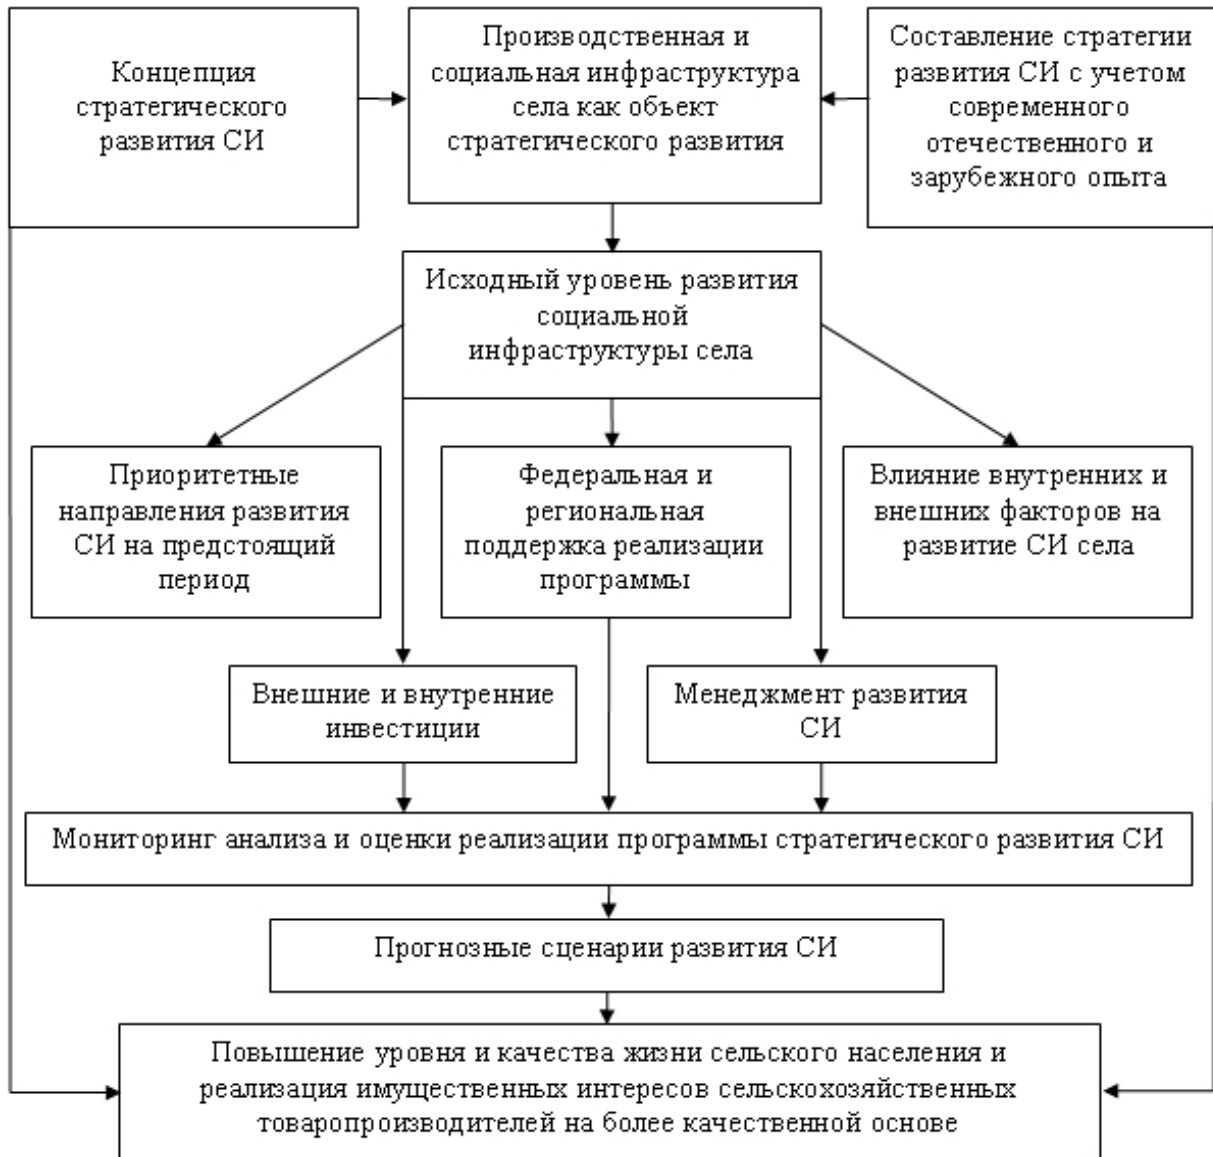 Концепция
стратегического
развития СИ
Производственная и
социальная инфраструктура
села как объект
стратегического развития
Составление стратегии
развития СИ с учетом
современного
отечественного и
зарубежного опыта
Исходный уровень развития
социальной
инфраструктуры села
Приоритетные
направления развития
СИ на предстоящий
период
Федеральная и
региональная
поддержка реализации
программы
Влияние внутренних и
внешних факторов на
развитие СИ села
Внешние и внутренние
инвестиции
Менеджмент развития
СИ
Мониторинг анализа и оценки реализации программы стратегического развития СИ
Прогнозные сценарии развития СИ
Повышение уровня и качества жизни сельского населения и
реализация имущественных интересов сельскохозяйственных
товаропроизводителей на более качественной основе